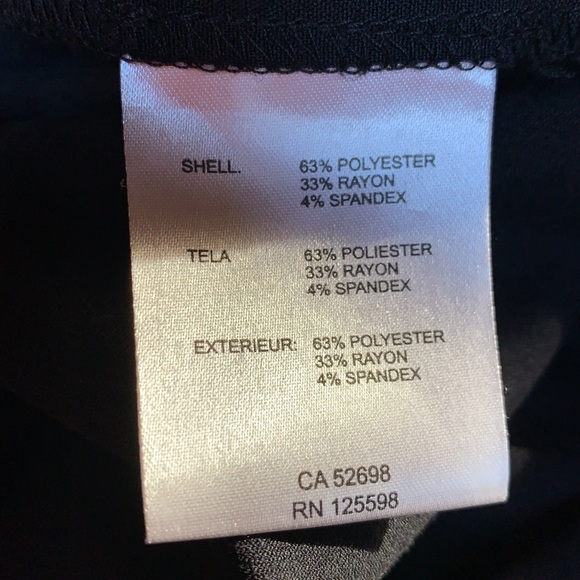 SHELL. 63% POLYESTER
33% RAYON
4% SPANDEX
TELA 63% POLIESTER
33% RAYON
4% SPANDEX
EXTERIEUR: 63% POLYESTER
33% RAYON
4% SPANDEX
CA 52698
RN 125598